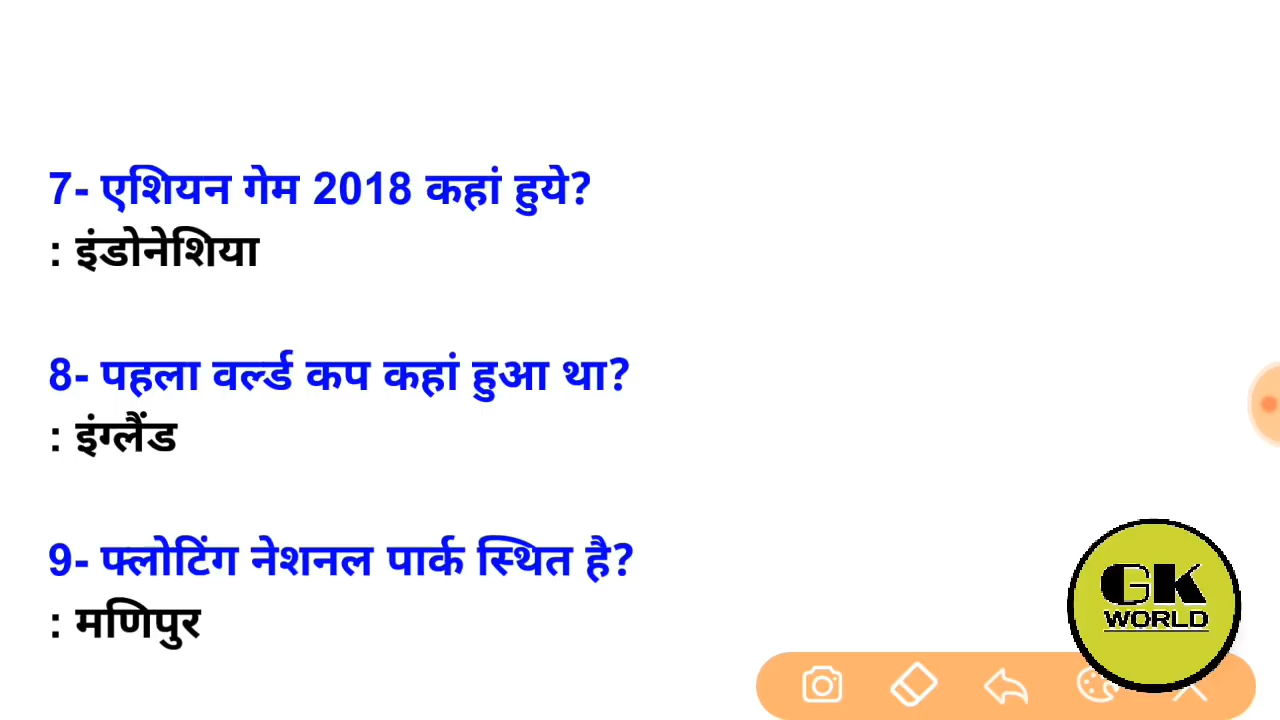 7- एशियन गेम 2018 कहां हुये?
: इंडोनेशिया
8- पहला वर्ल्ड कप कहां हुआ था?
: इंग्लैंड
9- फ्लोटिंग नेशनल पार्क स्थित है?
: मणिपुर
GK
WORLD